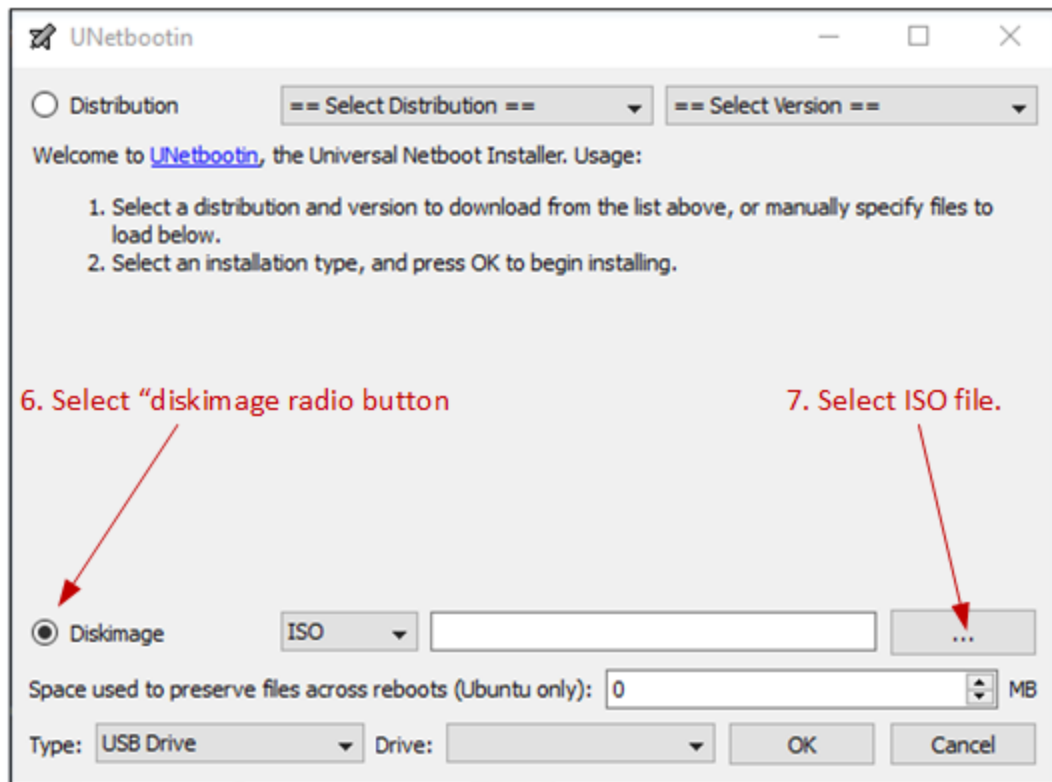 UNetbootin
Distribution == Select Distribution == == Select Version ==
Welcome to UNetbootin, the Universal Netboot Installer. Usage:
1. Select a distribution and version to download from the list above, or manually specify files to
load below.
2. Select an installation type, and press OK to begin installing.
6. Select “diskimage radio button 7. Select ISO file.
Diskimage ISO ...
Space used to preserve files across reboots (Ubuntu only): 0 MB
Type: USB Drive Drive: OK Cancel